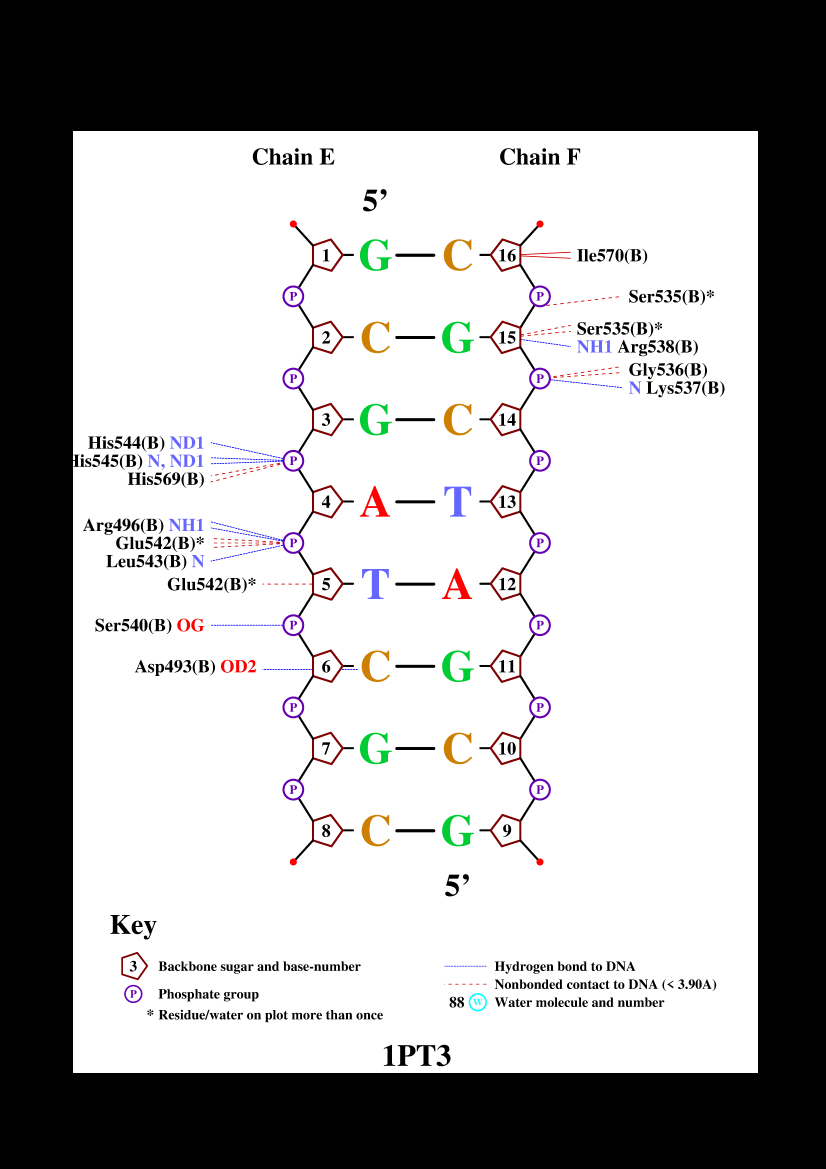 Chain E Chain F
5’
1 G C 16 Ile570(B)
P P Ser535(B)*
Ser535(B)*
2 C G 15
NH1 Arg538(B)
Gly536(B)
P P
N Lys537(B)
3 G C 14
His544(B) ND1
His545(B) N, ND1 P P
His569(B)
4 A T 13
Arg496(B) NH1
Glu542(B)* P P
Leu543(B) N
Glu542(B)* 5 T A 12
Ser540(B) OG P P
Asp493(B) OD2 6 C G 11
P P
7 G C 10
P P
8 C G 9
5’
Key
3 Backbone sugar and base-number
P Phosphate group
* Residue/water on plot more than once
Hydrogen bond to DNA
Nonbonded contact to DNA (< 3.90A)
88 W Water molecule and number
1PT3